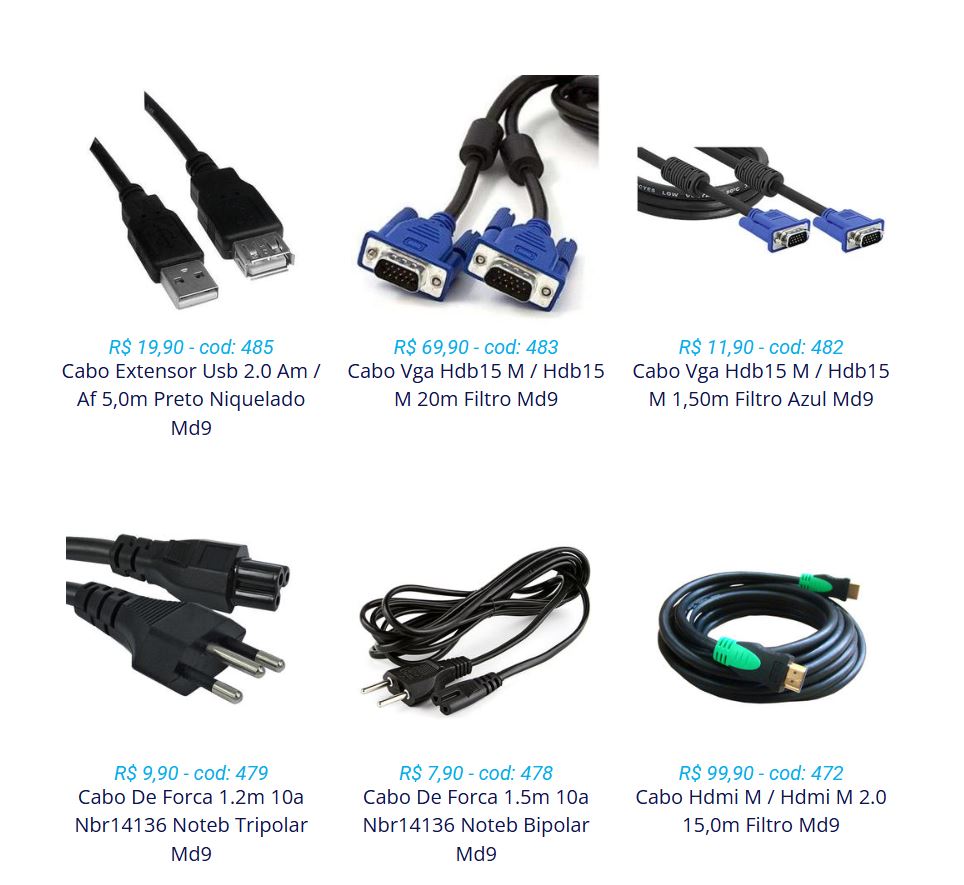 R$ 19,90 - cod: 485
Cabo Extensor Usb 2.0 Am /
Af 5,0m Preto Niquelado
Md9
R$ 69,90 - cod: 483
Cabo Vga Hdb15 M / Hdb15
M 20m Filtro Md9
R$ 11,90 - cod: 482
Cabo Vga Hdb15 M / Hdb15
M 1,50m Filtro Azul Md9
R$ 9,90 - cod: 479
Cabo De Forca 1.2m 10a
Nbr14136 Noteb Tripolar
Md9
R$ 7,90 - cod: 478
Cabo De Forca 1.5m 10a
Nbr14136 Noteb Bipolar
Md9
R$ 99,90 - cod: 472
Cabo Hdmi M / Hdmi M 2.0
15,0m Filtro Md9